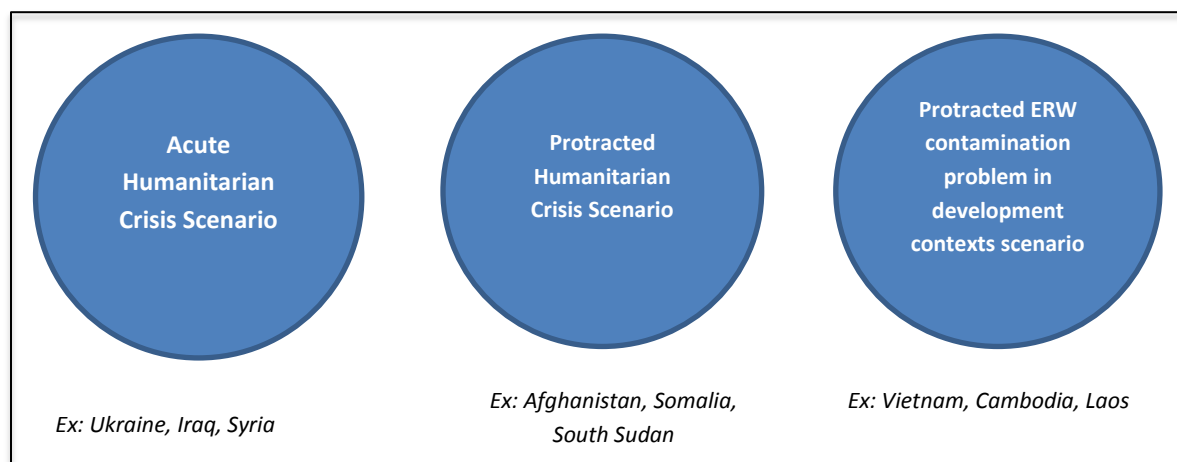 Acute
Humanitarian
Crisis Scenario
Protracted
Humanitarian
Crisis Scenario
Protracted ERW
contamination
problem in
development
contexts scenario
Ex: Ukraine, Iraq, Syria
Ex: Afghanistan, Somalia,
South Sudan
Ex: Vietnam, Cambodia, Laos